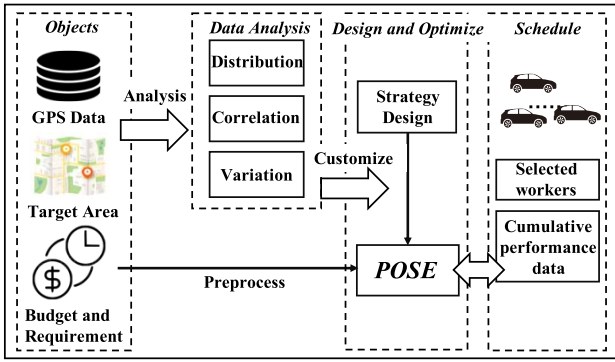 Objects
GPS Data
Target Area
$
Budget and
Requirement
Analysis
Data Analysis
Distribution
Correlation
Variation
Customize
Preprocess
Design and Optimize
Strategy
Design
POSE
Schedule
Selected
workers
Cumulative
performance
data